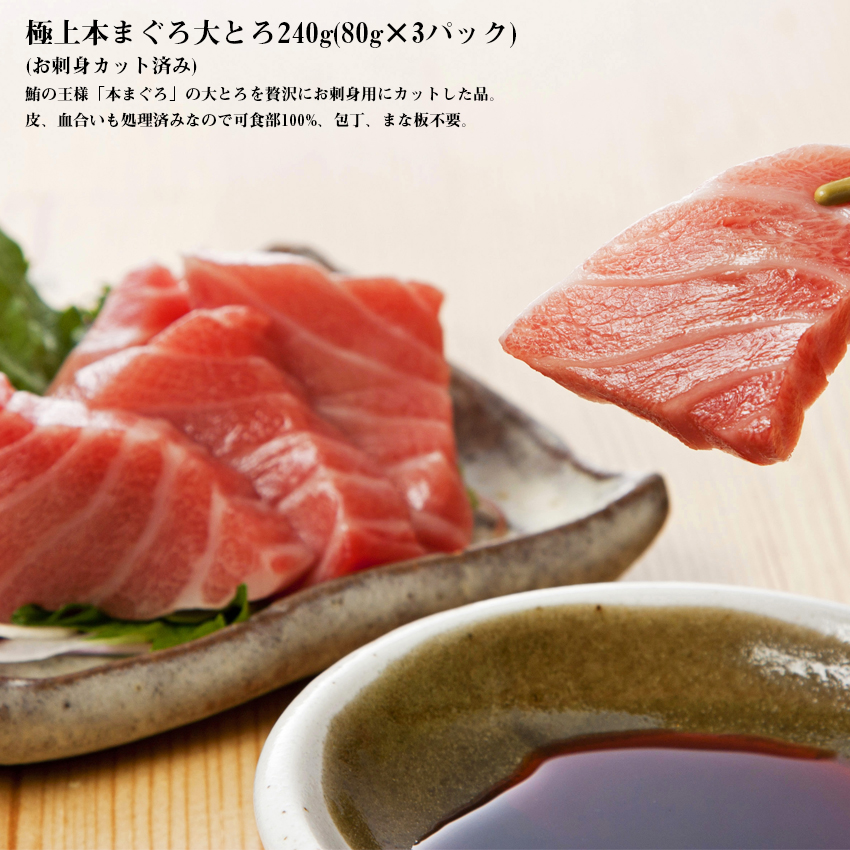 極上本まぐろ大とろ240g(80g×3パック)
(お刺身カット済み)
鮪の王様「本まぐろ」の大とろを贅沢にお刺身用にカットした品。
皮、血合いも処理済みなので可食部100%、包丁、まな板不要。